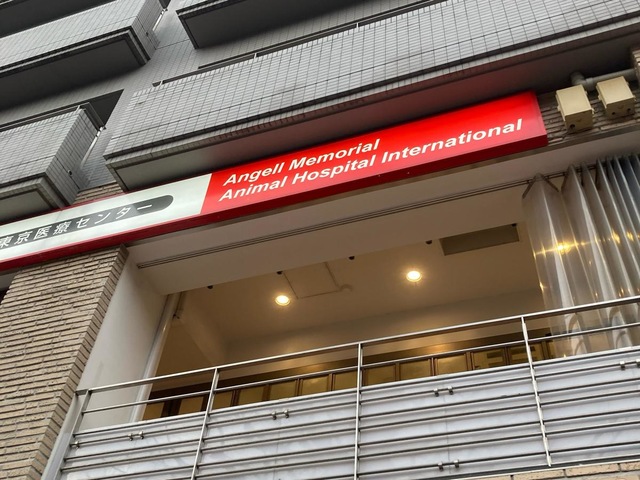 東京医療センター
Angell Memorial
Animal Hospital International